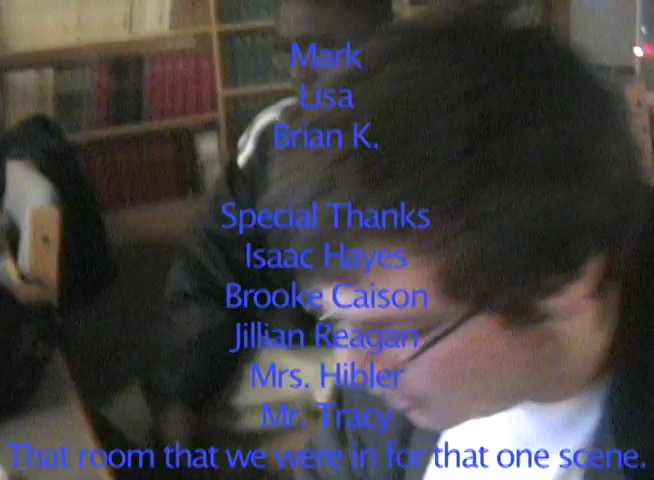 Mark
Lisa
Brian K.
Special Thanks
Isaac Hayes
Brooke Caison
Jillian Reagan
Mrs. Hibler
Mr. Tracy
That room that we were in for that one scene.